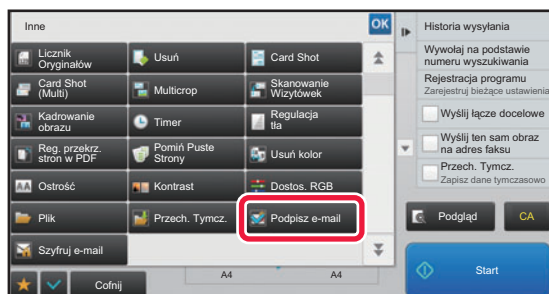 Inne
OK
Licznik
Oryginałów
Usuń
Card Shot
Card Shot
(Multi)
Multicrop
Skanowanie
Wizytówek
Kadrowanie
obrazu
Timer
Regulacja
tła
Reg. przekrz.
stron w PDF
Pomiń Puste
Strony
Usuń kolor
AA Ostrość
Kontrast
Dostos. RGB
Plik
Przech. Tymcz.
Podpisz e-mail
Szyfruj e-mail
Cofnij
A4
A4
Historia wysyłania
Wywołaj na podstawie
numeru wyszukiwania
Rejestracja programu
Zarejestruj bieżące ustawienia
Wyślij łącze docelowe
Wyślij ten sam obraz
na adres faksu
Przech. Tymcz.
Zapisz dane tymczasowo
Podgląd
CA
Start